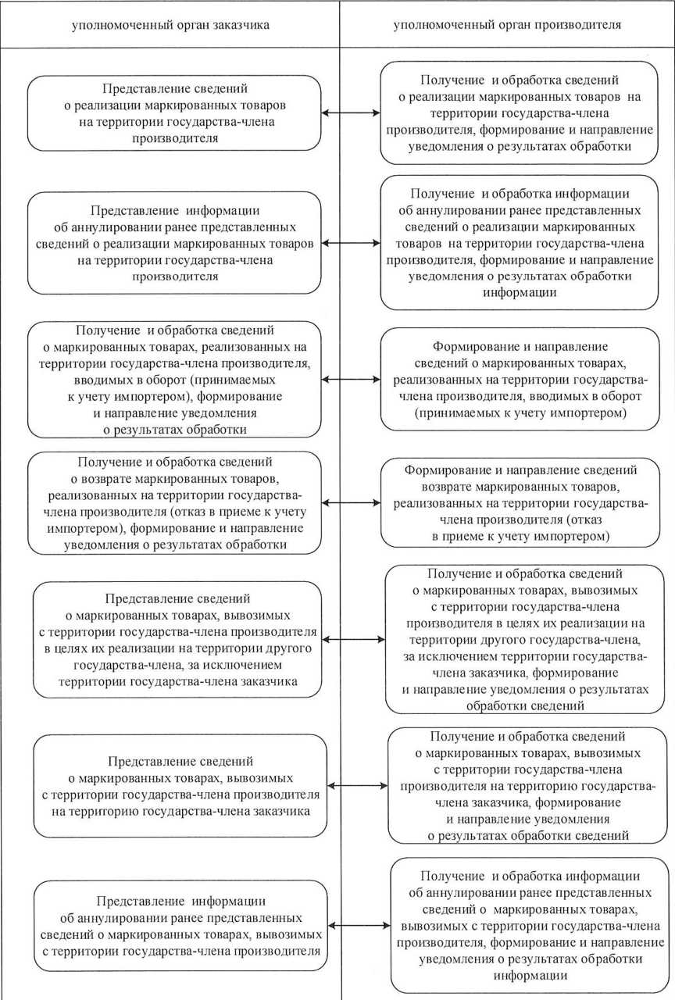 уполномоченный орган заказчика
уполномоченный орган производителя
Представление сведений
о реализации маркированных товаров
на территории государства-члена
производителя
Получение и обработка сведений
о реализации маркированных товаров на
территории государства-члена
производителя, формирование и направление
уведомления о результатах обработки
Представление информации
об аннулировании ранее представленных
сведений о реализации маркированных товаров
на территории государства-члена
производителя
Получение и обработка информации
об аннулировании ранее представленных
сведений о реализации маркированных
товаров на территории государства-члена
производителя, формирование и направление
уведомления о результатах обработки
информации
Получение и обработка сведений
о маркированных товарах, реализованных на
территории государства-члена производителя,
вводимых в оборот (принимаемых
к учету импортером), формирование
и направление уведомления
о результатах обработки
Формирование и направление
сведений о маркированных товарах,
реализованных на территории государства-
члена производителя, вводимых в оборот
(принимаемых к учету импортером)
Получение и обработка сведений
о возврате маркированных товаров,
реализованных на территории государства-
члена производителя (отказ в приеме к учету
импортером), формирование и направление
уведомления о результатах обработки
Формирование и направление сведений
возврате маркированных товаров,
реализованных на территории государства-
члена производителя (отказ
в приеме к учету импортером)
Представление сведений
о маркированных товарах, вывозимых
с территории государства-члена производителя
в целях их реализации на территории другого
государства-члена, за исключением
территории государства-члена заказчика
Получение и обработка сведений
о маркированных товарах, вывозимых
с территории государства-члена
производителя в целях их реализации на
территории другого государства-члена,
за исключением территории государства-
члена заказчика, формирование
и направление уведомления о результатах
обработки сведений
Представление сведений
о маркированных товарах, вывозимых
с территории государства-члена производителя
на территорию государства-члена заказчика
Получение и обработка сведений
о маркированных товарах, вывозимых
с территории государства-члена
производителя на территорию государства-
члена заказчика, формирование
и направление уведомления
о результатах обработки сведений
Представление информации
об аннулировании ранее представленных
сведений о маркированных товарах, вывозимых
с территории государства-члена производителя
Получение и обработка информации
об аннулировании ранее представленных
сведений о маркированных товарах,
вывозимых с территории государства-члена
производителя, формирование и направление
уведомления о результатах обработки
информации